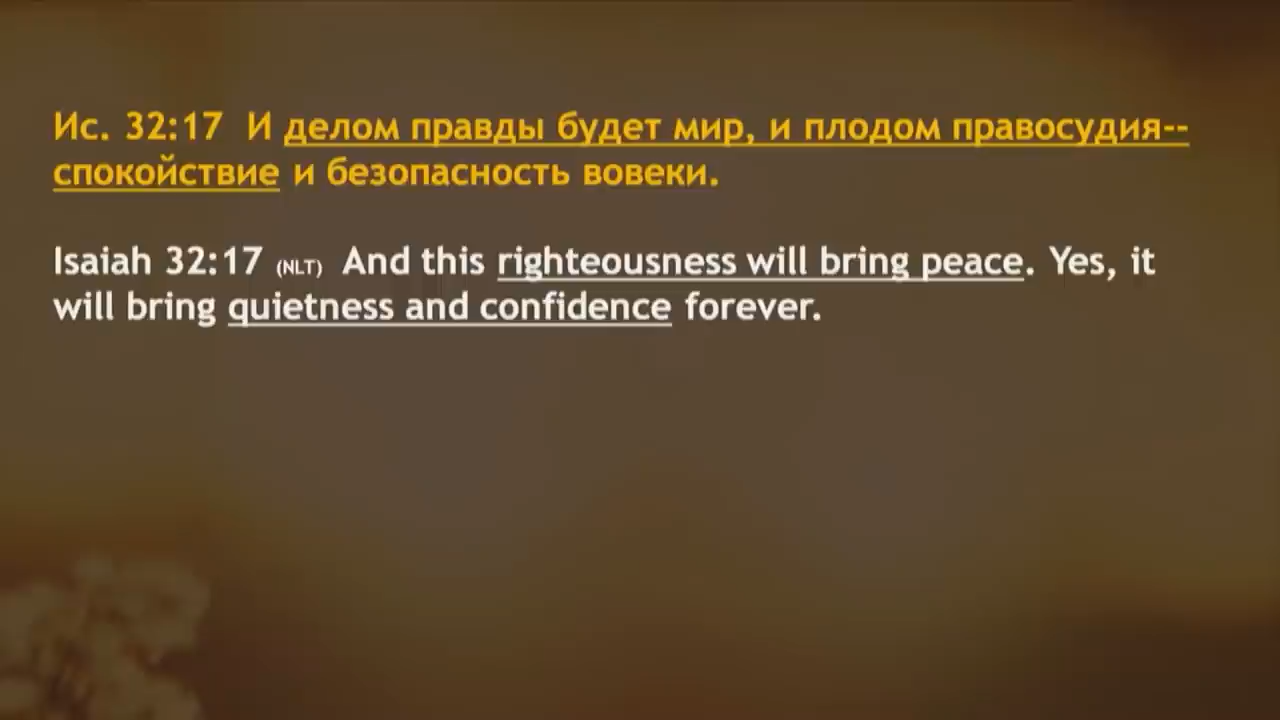 Ис. 32:17 И делом правды будет мир, и плодом правосудия--
спокойствие и безопасность вовеки.
Isaiah 32:17 (NLT) And this righteousness will bring peace. Yes, it
will bring quietness and confidence forever.